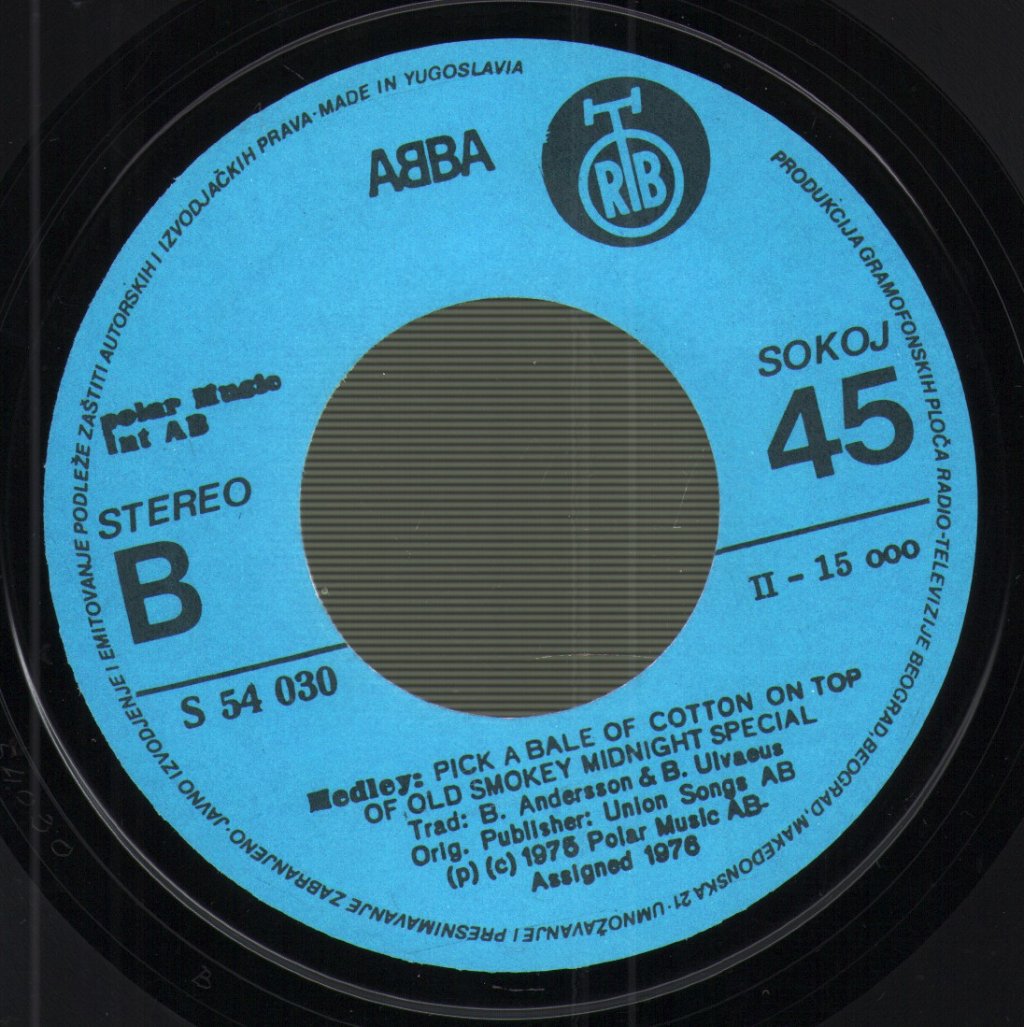 JAVNO IZVODJENJE I EMITOVANJE PODLEŽE ZAŠTITI AUTORSKIH I IZVODJAČKIH PRAVA·MADE IN YUGOSLAVIA
PRODUKCIJA GRAMOFONSKIH PLOČA RADIO-TELEVIZIJE BEOGRAD, BEOGRAD, MAKEDONSKA 21·UMNOŽAVANJE I PRESNIMAVANJE ZABRANJENO·
ABBA
RTB
polar Music
Int AB
STEREO
B
S 54 030
SOKOJ
45
II - 15 000
Medley: PICK A BALE OF COTTON ON TOP
OF OLD SMOKEY MIDNIGHT SPECIAL
Trad: B. Andersson & B. Ulvaeus
Orig. Publisher: Union Songs AB
(p) (c) 1975 Polar Music AB
Assigned 1976
B